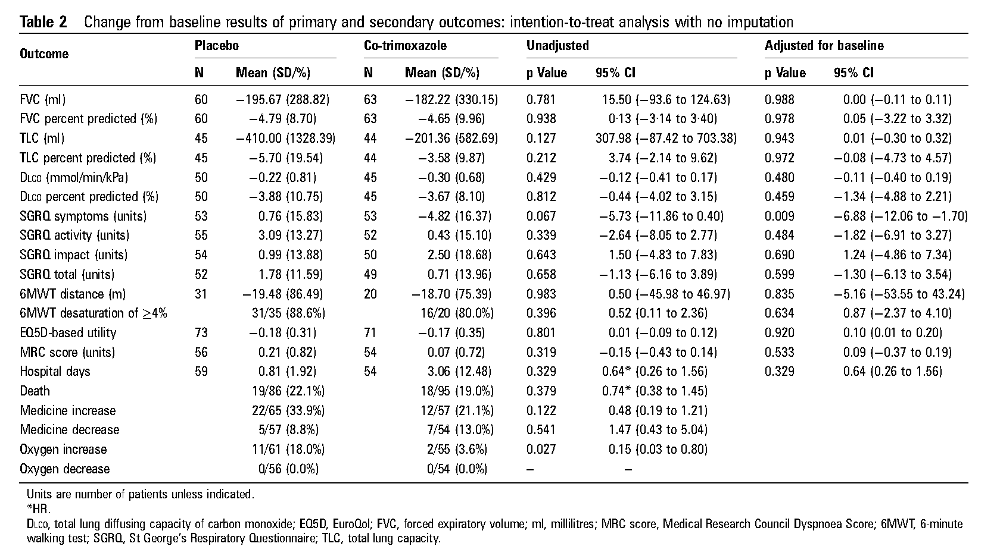 Table 2 Change from baseline results of primary and secondary outcomes: intention-to-treat analysis with no imputation
Outcome Placebo Co-trimoxazole Unadjusted Adjusted for baseline
N Mean (SD/%) N Mean (SD/%) p Value 95% CI p Value 95% CI
FVC (ml) 60 −195.67 (288.82) 63 −182.22 (330.15) 0.781 15.50 (−93.6 to 124.63) 0.988 0.00 (−0.11 to 0.11)
FVC percent predicted (%) 60 −4.79 (8.70) 63 −4.65 (9.96) 0.938 0·13 (−3·14 to 3·40) 0.978 0.05 (−3.22 to 3.32)
TLC (ml) 45 −410.00 (1328.39) 44 −201.36 (582.69) 0.127 307.98 (−87.42 to 703.38) 0.943 0.01 (−0.30 to 0.32)
TLC percent predicted (%) 45 −5.70 (19.54) 44 −3.58 (9.87) 0.212 3.74 (−2.14 to 9.62) 0.972 −0.08 (−4.73 to 4.57)
DLCO (mmol/min/kPa) 50 −0.22 (0.81) 45 −0.30 (0.68) 0.429 −0.12 (−0.41 to 0.17) 0.480 −0.11 (−0.40 to 0.19)
DLCO percent predicted (%) 50 −3.88 (10.75) 45 −3.67 (8.10) 0.812 −0.44 (−4.02 to 3.15) 0.459 −1.34 (−4.88 to 2.21)
SGRQ symptoms (units) 53 0.76 (15.83) 53 −4.82 (16.37) 0.067 −5.73 (−11.86 to 0.40) 0.009 −6.88 (−12.06 to −1.70)
SGRQ activity (units) 55 3.09 (13.27) 52 0.43 (15.10) 0.339 −2.64 (−8.05 to 2.77) 0.484 −1.82 (−6.91 to 3.27)
SGRQ impact (units) 54 0.99 (13.88) 50 2.50 (18.68) 0.643 1.50 (−4.83 to 7.83) 0.690 1.24 (−4.86 to 7.34)
SGRQ total (units) 52 1.78 (11.59) 49 0.71 (13.96) 0.658 −1.13 (−6.16 to 3.89) 0.599 −1.30 (−6.13 to 3.54)
6MWT distance (m) 31 −19.48 (86.49) 20 −18.70 (75.39) 0.983 0.50 (−45.98 to 46.97) 0.835 −5.16 (−53.55 to 43.24)
6MWT desaturation of ≥4% 31/35 (88.6%) 16/20 (80.0%) 0.396 0.52 (0.11 to 2.36) 0.634 0.87 (−2.37 to 4.10)
EQ5D-based utility 73 −0.18 (0.31) 71 −0.17 (0.35) 0.801 0.01 (−0.09 to 0.12) 0.920 0.10 (0.01 to 0.20)
MRC score (units) 56 0.21 (0.82) 54 0.07 (0.72) 0.319 −0.15 (−0.43 to 0.14) 0.533 0.09 (−0.37 to 0.19)
Hospital days 59 0.81 (1.92) 54 3.06 (12.48) 0.329 0.64* (0.26 to 1.56) 0.329 0.64 (0.26 to 1.56)
Death 19/86 (22.1%) 18/95 (19.0%) 0.379 0.74* (0.38 to 1.45)
Medicine increase 22/65 (33.9%) 12/57 (21.1%) 0.122 0.48 (0.19 to 1.21)
Medicine decrease 5/57 (8.8%) 7/54 (13.0%) 0.541 1.47 (0.43 to 5.04)
Oxygen increase 11/61 (18.0%) 2/55 (3.6%) 0.027 0.15 (0.03 to 0.80)
Oxygen decrease 0/56 (0.0%) 0/54 (0.0%) – –
Units are number of patients unless indicated.
*HR.
DLCO, total lung diffusing capacity of carbon monoxide; EQ5D, EuroQol; FVC, forced expiratory volume; ml, millilitres; MRC score, Medical Research Council Dyspnoea Score; 6MWT, 6-minute
walking test; SGRQ, St George's Respiratory Questionnaire; TLC, total lung capacity.